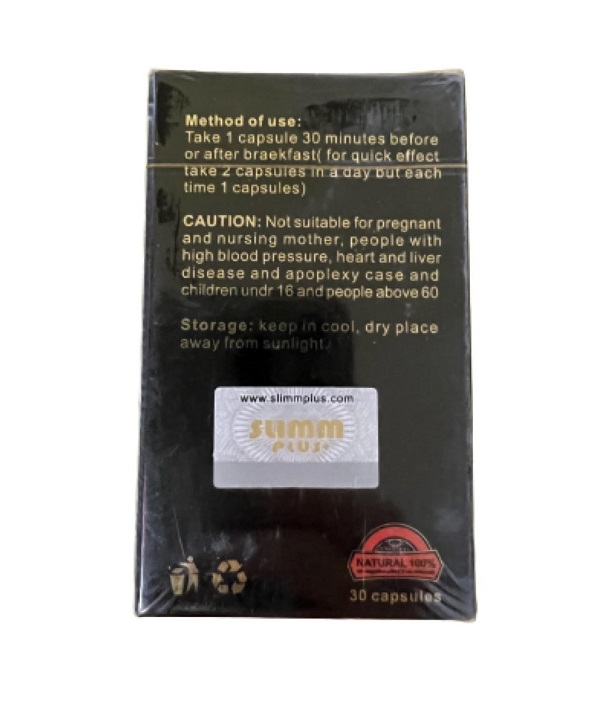 Method of use:
Take 1 capsule 30 minutes before
or after braekfast( for quick effect
take 2 capsules in a day but each
time 1 capsules)
CAUTION: Not suitable for pregnant
and nursing mother, people with
high blood pressure, heart and liver
disease and apoplexy case and
children undr 16 and people above 60
Storage: keep in cool, dry place
away from sunlight.
www.slimmplus.com
SLIMM
PLUS+
NATURAL 100%
30 capsules